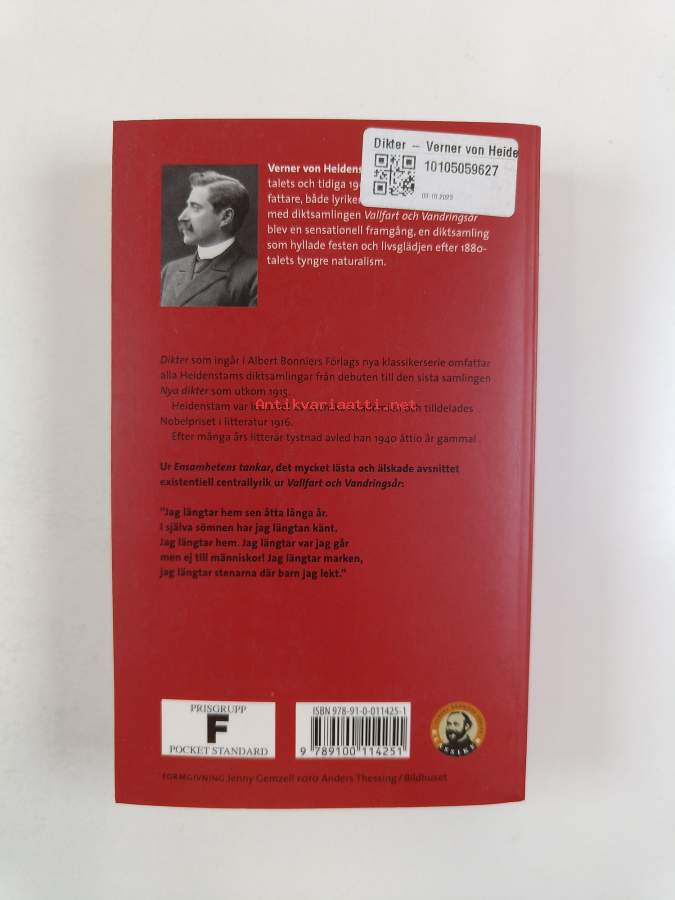 Dikter — Verner von Heide
10105059627
Verner von Heidens
talets och tidiga 19
fattare, både lyriker
med diktsamlingen Vallfart och Vandringsår
blev en sensationell framgång, en diktsamling
som hyllade festen och livsglädjen efter 1880-
talets tyngre naturalism.
Dikter som ingår i Albert Bonniers Förlags nya klassikerserie omfattar
alla Heidenstams diktsamlingar från debuten till den sista samlingen
Nya dikter som utkom 1915.
Antikvariaatti.net
Heidenstam var och tilldelades
Nobelpriset i litteratur 1916.
Efter många års litterär tystnad avled han 1940 åttio år gammal.
Ur Ensamhetens tankar, det mycket lästa och älskade avsnittet
existentiell centrallyrik ur Vallfart och Vandringsår:
"Jag längtar hem sen åtta långa år.
I själva sömnen har jag längtan känt.
Jag längtar hem. Jag längtar var jag går
men ej till människor! Jag längtar marken,
jag längtar stenarna där barn jag lekt."
PRISGRUPP
F
POCKET STANDARD
ISBN 978-91-0-011425-1
9 789100 114251
KLASSIKER
FORMGIVNING Jenny Gemzell FOTO Anders Thessing / Bildhuset